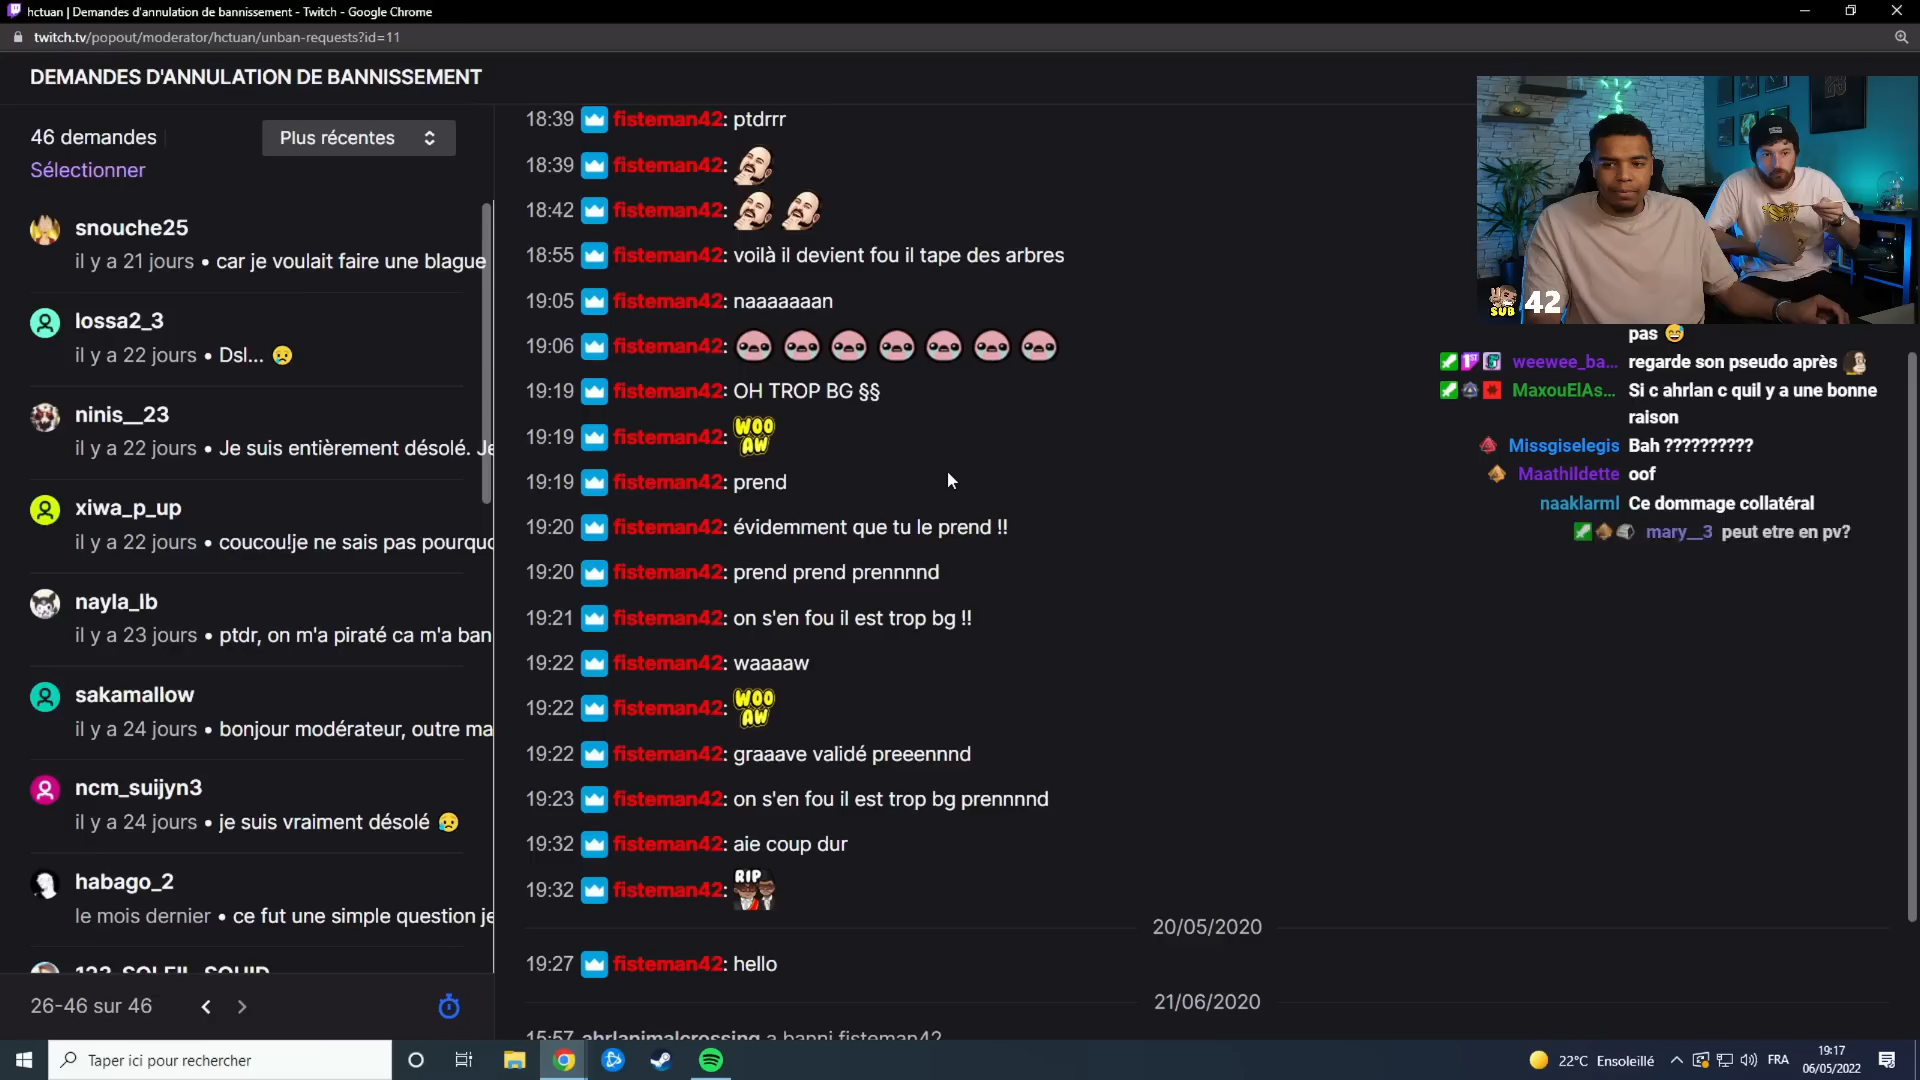 hctuan | Demandes d'annulation de bannissement - Twitch - Google Chrome
twitch.tv/popout/moderator/hctuan/unban-requests?id=11
DEMANDES D'ANNULATION DE BANNISSEMENT
46 demandes
Plus récentes
Sélectionner
snouche25
il y a 21 jours • car je voulait faire une blague
lossa2_3
il y a 22 jours • Dsl... 😥
ninis__23
il y a 22 jours • Je suis entièrement désolé. Je
xiwa_p_up
il y a 22 jours • coucou!je ne sais pas pourquo
nayla_lb
il y a 23 jours • ptdr, on m'a piraté ca m'a ban
sakamallow
il y a 24 jours • bonjour modérateur, outre ma
ncm_suijyn3
il y a 24 jours • je suis vraiment désolé 😥
habago_2
le mois dernier • ce fut une simple question je
26-46 sur 46
18:39 fisteman42: ptdrrr
18:39 fisteman42:
18:42 fisteman42:
18:55 fisteman42: voilà il devient fou il tape des arbres
19:05 fisteman42: naaaaaaan
19:06 fisteman42:
19:19 fisteman42: OH TROP BG §§
19:19 fisteman42: WOO AW
19:19 fisteman42: prend
19:20 fisteman42: évidemment que tu le prend !!
19:20 fisteman42: prend prend prennnnd
19:21 fisteman42: on s'en fou il est trop bg !!
19:22 fisteman42: waaaaw
19:22 fisteman42: WOO AW
19:22 fisteman42: graaave validé preeennnd
19:23 fisteman42: on s'en fou il est trop bg prennnnd
19:32 fisteman42: aie coup dur
19:32 fisteman42: RIP
20/05/2020
19:27 fisteman42: hello
21/06/2020
15:57 ahrlanimalcrossing a banni fisteman42
SUB 42
pas 😅
weewee_ba... regarde son pseudo après
MaxouElAs... Si c ahrlan c quil y a une bonne
raison
Missgiselegis Bah ??????????
Maathildette oof
naaklarml Ce dommage collatéral
mary__3 peut etre en pv?
Taper ici pour rechercher
22°C Ensoleillé
FRA
19:17
06/05/2022